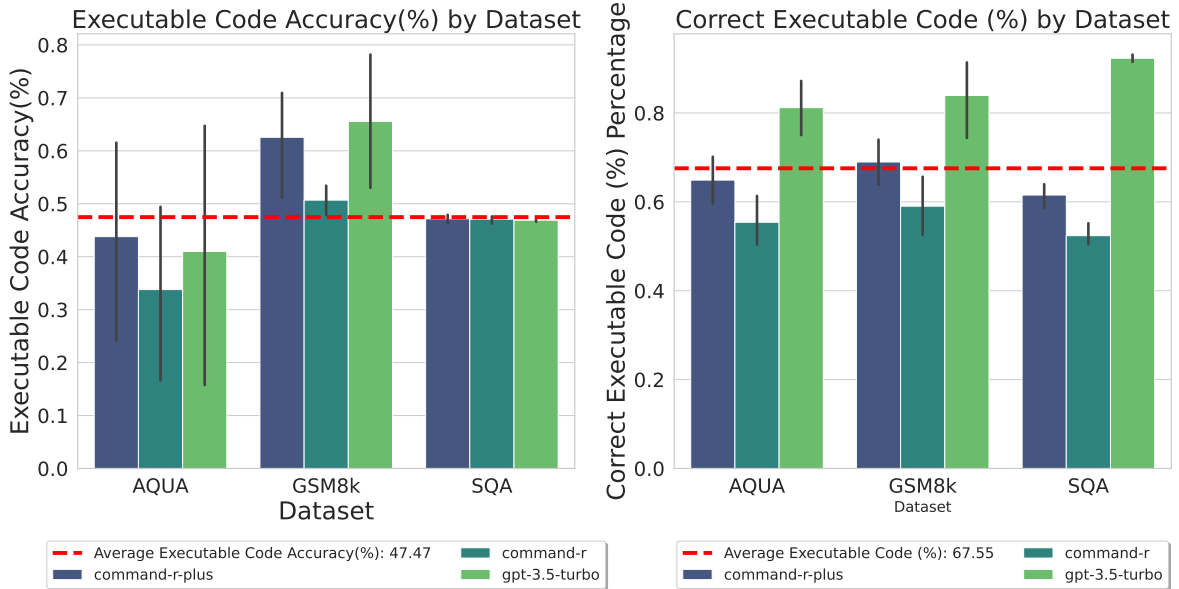 Executable Code Accuracy(%) by Dataset
Executable Code Accuracy(%)
0.8
0.7
0.6
0.5
0.4
0.3
0.2
0.1
0.0
AQUA GSM8k SQA
Dataset
Average Executable Code Accuracy(%): 47.47
command-r-plus
command-r
gpt-3.5-turbo
Correct Executable Code (%) by Dataset
Correct Executable Code (%) Percentage
0.8
0.6
0.4
0.2
0.0
AQUA GSM8k SQA
Dataset
Average Executable Code (%): 67.55
command-r-plus
command-r
gpt-3.5-turbo